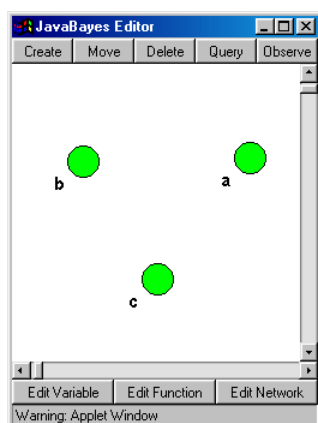 JavaBayes Editor
Create Move Delete Query Observe
b a
c
Edit Variable Edit Function Edit Network
Warning: Applet Window